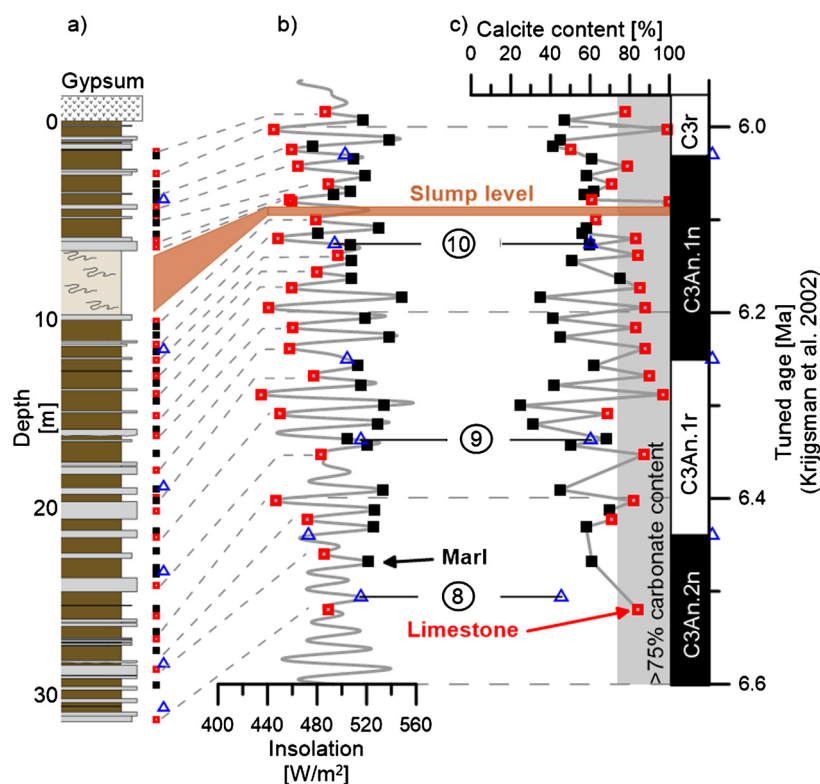 a)
b)
c)
Calcite content [%]
0 20 40 60 80 100
Gypsum
0
10
20
30
Depth
[m]
Slump level
10
9
8
Marl
Limestone
>75% carbonate content
C3r
C3An.1n
C3An.1r
C3An.2n
6.0
6.2
6.4
6.6
Tuned age [Ma]
(Krijgsman et al. 2002)
400 440 480 520 560
Insolation
[W/m²]